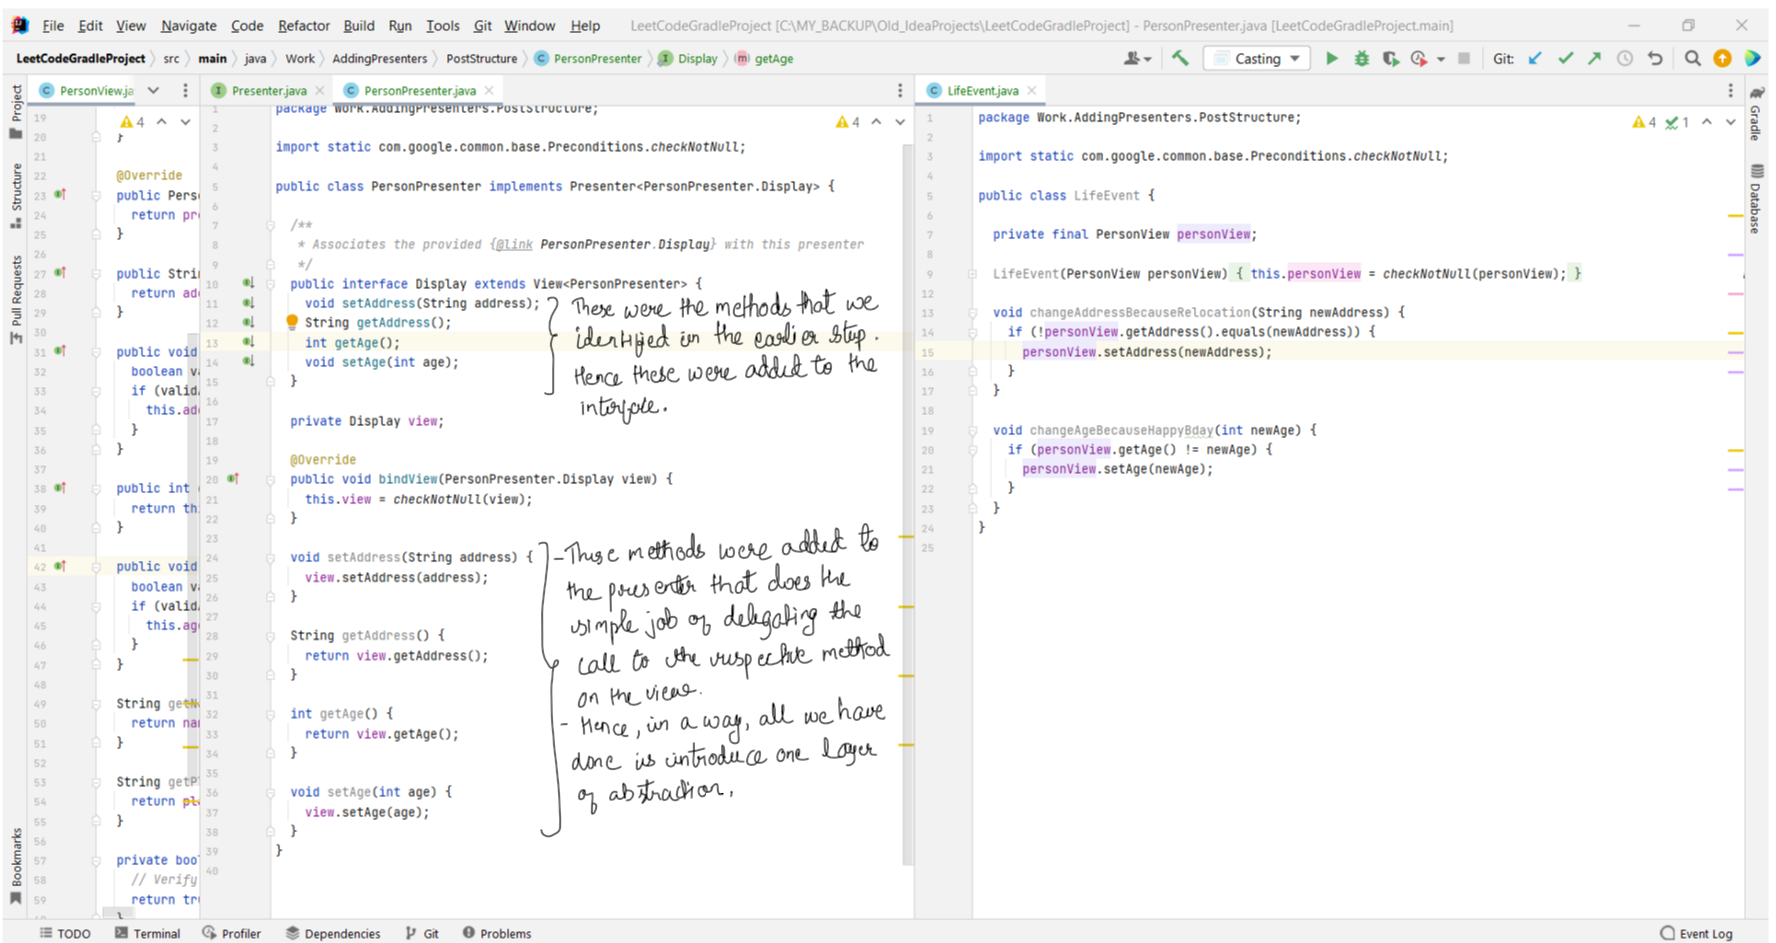 File Edit View Navigate Code Refactor Build Run Tools Git Window Help LeetCodeGradleProject [C:\MY_BACKUP\Old_IdeaProjects\LeetCodeGradleProject] - PersonPresenter.java [LeetCodeGradleProject.main]
LeetCodeGradleProject src main java Work AddingPresenters PostStructure PersonPresenter Display getAge Casting Git:
Project
Structure
Pull Requests
Bookmarks
PersonView.ja
4
19
20 }
21
22 @Override
23 public Pers
24 return pr
25 }
26
27 public Stri
28 return ad
29 }
30
31 public void
32 boolean va
33 if (valid
34 this.ad
35 }
36 }
37
38 public int
39 return th
40 }
41
42 public void
43 boolean va
44 if (valid
45 this.ag
46 }
47 }
48
49 String getN
50 return nam
51 }
52
53 String getP
54 return pl
55 }
56
57 private boo
58 // Verify
59 return tr
Presenter.java PersonPresenter.java
4
1 package Work.AddingPresenters.PostStructure;
2
3 import static com.google.common.base.Preconditions.checkNotNull;
4
5 public class PersonPresenter implements Presenter<PersonPresenter.Display> {
6
7 /**
8 * Associates the provided {@link PersonPresenter.Display} with this presenter
9 */
10 public interface Display extends View<PersonPresenter> {
11 void setAddress(String address);
12 String getAddress();
13 int getAge();
14 void setAge(int age);
15 }
16
17 private Display view;
18
19 @Override
20 public void bindView(PersonPresenter.Display view) {
21 this.view = checkNotNull(view);
22 }
23
24 void setAddress(String address) {
25 view.setAddress(address);
26 }
27
28 String getAddress() {
29 return view.getAddress();
30 }
31
32 int getAge() {
33 return view.getAge();
34 }
35
36 void setAge(int age) {
37 view.setAge(age);
38 }
39 }
40
These were the methods that we
identified in the earlier step.
Hence these were added to the
interface.
- These methods were added to
the presenter that does the
simple job of delegating the
call to the respective method
on the view.
- Hence, in a way, all we have
done is introduce one layer
of abstraction.
LifeEvent.java
4 1
1 package Work.AddingPresenters.PostStructure;
2
3 import static com.google.common.base.Preconditions.checkNotNull;
4
5 public class LifeEvent {
6
7 private final PersonView personView;
8
9 LifeEvent(PersonView personView) { this.personView = checkNotNull(personView); }
12
13 void changeAddressBecauseRelocation(String newAddress) {
14 if (!personView.getAddress().equals(newAddress)) {
15 personView.setAddress(newAddress);
16 }
17 }
18
19 void changeAgeBecauseHappyBday(int newAge) {
20 if (personView.getAge() != newAge) {
21 personView.setAge(newAge);
22 }
23 }
24 }
25
Gradle
Database
TODO Terminal Profiler Dependencies Git Problems Event Log